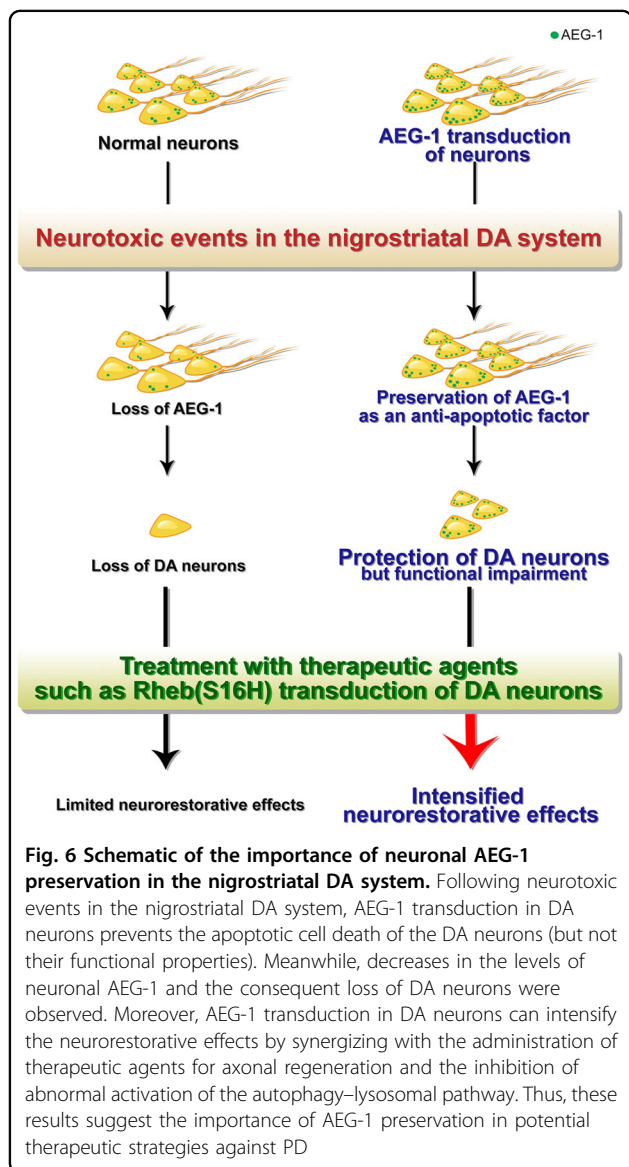 AEG-1
Normal neurons
AEG-1 transduction
of neurons
Neurotoxic events in the nigrostriatal DA system
Loss of AEG-1
Preservation of AEG-1
as an anti-apoptotic factor
Loss of DA neurons
Protection of DA neurons
but functional impairment
Treatment with therapeutic agents
such as Rheb(S16H) transduction of DA neurons
Limited neurorestorative effects
Intensified
neurorestorative effects
Fig. 6 Schematic of the importance of neuronal AEG-1
preservation in the nigrostriatal DA system. Following neurotoxic
events in the nigrostriatal DA system, AEG-1 transduction in DA
neurons prevents the apoptotic cell death of the DA neurons (but not
their functional properties). Meanwhile, decreases in the levels of
neuronal AEG-1 and the consequent loss of DA neurons were
observed. Moreover, AEG-1 transduction in DA neurons can intensify
the neurorestorative effects by synergizing with the administration of
therapeutic agents for axonal regeneration and the inhibition of
abnormal activation of the autophagy–lysosomal pathway. Thus, these
results suggest the importance of AEG-1 preservation in potential
therapeutic strategies against PD